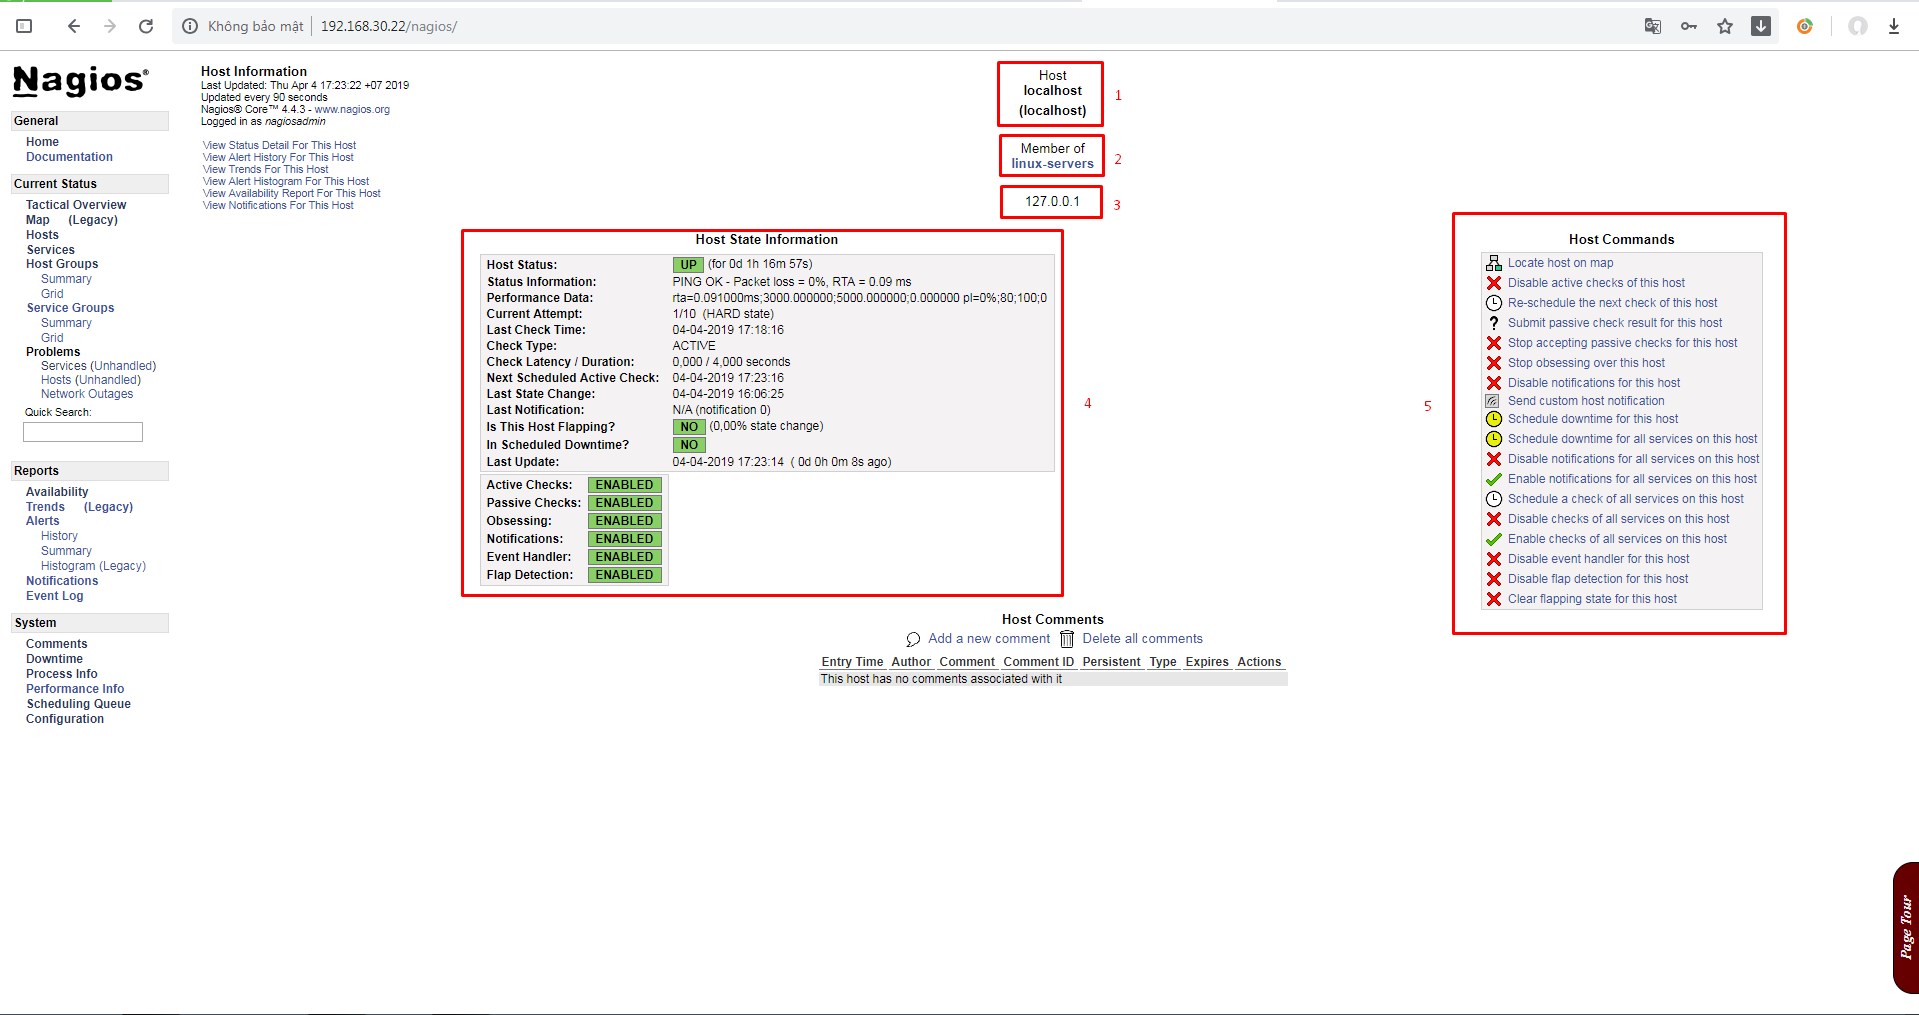 Không bảo mật 192.168.30.22/nagios/
Nagios®
General
Home
Documentation
Current Status
Tactical Overview
Map (Legacy)
Hosts
Services
Host Groups
Summary
Grid
Service Groups
Summary
Grid
Problems
Services (Unhandled)
Hosts (Unhandled)
Network Outages
Quick Search:
Reports
Availability
Trends (Legacy)
Alerts
History
Summary
Histogram (Legacy)
Notifications
Event Log
System
Comments
Downtime
Process Info
Performance Info
Scheduling Queue
Configuration
Host Information
Last Updated: Thu Apr 4 17:23:22 +07 2019
Updated every 90 seconds
Nagios® Core™ 4.4.3 - www.nagios.org
Logged in as nagiosadmin
View Status Detail For This Host
View Alert History For This Host
View Trends For This Host
View Alert Histogram For This Host
View Availability Report For This Host
View Notifications For This Host
Host
localhost
(localhost)
1
Member of
linux-servers
2
127.0.0.1
3
Host State Information
Host Status: UP (for 0d 1h 16m 57s)
Status Information: PING OK - Packet loss = 0%, RTA = 0.09 ms
Performance Data: rta=0.091000ms;3000.000000;5000.000000;0.000000 pl=0%;80;100;0
Current Attempt: 1/10 (HARD state)
Last Check Time: 04-04-2019 17:18:16
Check Type: ACTIVE
Check Latency / Duration: 0,000 / 4,000 seconds
Next Scheduled Active Check: 04-04-2019 17:23:16
Last State Change: 04-04-2019 16:06:25
Last Notification: N/A (notification 0)
Is This Host Flapping? NO (0,00% state change)
In Scheduled Downtime? NO
Last Update: 04-04-2019 17:23:14 ( 0d 0h 0m 8s ago)
Active Checks: ENABLED
Passive Checks: ENABLED
Obsessing: ENABLED
Notifications: ENABLED
Event Handler: ENABLED
Flap Detection: ENABLED
4
Host Commands
Locate host on map
Disable active checks of this host
Re-schedule the next check of this host
? Submit passive check result for this host
Stop accepting passive checks for this host
Stop obsessing over this host
Disable notifications for this host
Send custom host notification
Schedule downtime for this host
Schedule downtime for all services on this host
Disable notifications for all services on this host
Enable notifications for all services on this host
Schedule a check of all services on this host
Disable checks of all services on this host
Enable checks of all services on this host
Disable event handler for this host
Disable flap detection for this host
Clear flapping state for this host
5
Host Comments
Add a new comment Delete all comments
Entry Time Author Comment Comment ID Persistent Type Expires Actions
This host has no comments associated with it
Page Tour